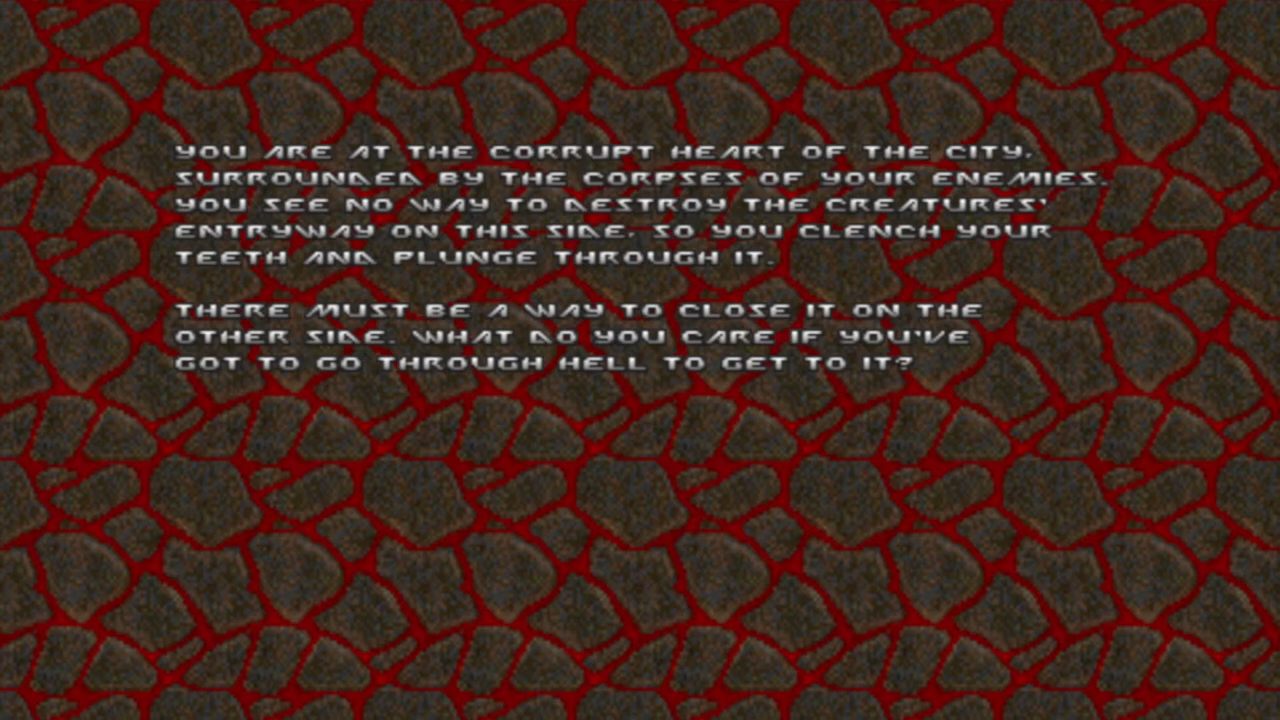 YOU ARE AT THE CORRUPT HEART OF THE CITY,
SURROUNDED BY THE CORPSES OF YOUR ENEMIES.
YOU SEE NO WAY TO DESTROY THE CREATURES'
ENTRYWAY ON THIS SIDE, SO YOU CLENCH YOUR
TEETH AND PLUNGE THROUGH IT.
THERE MUST BE A WAY TO CLOSE IT ON THE
OTHER SIDE. WHAT DO YOU CARE IF YOU'VE
GOT TO GO THROUGH HELL TO GET TO IT?